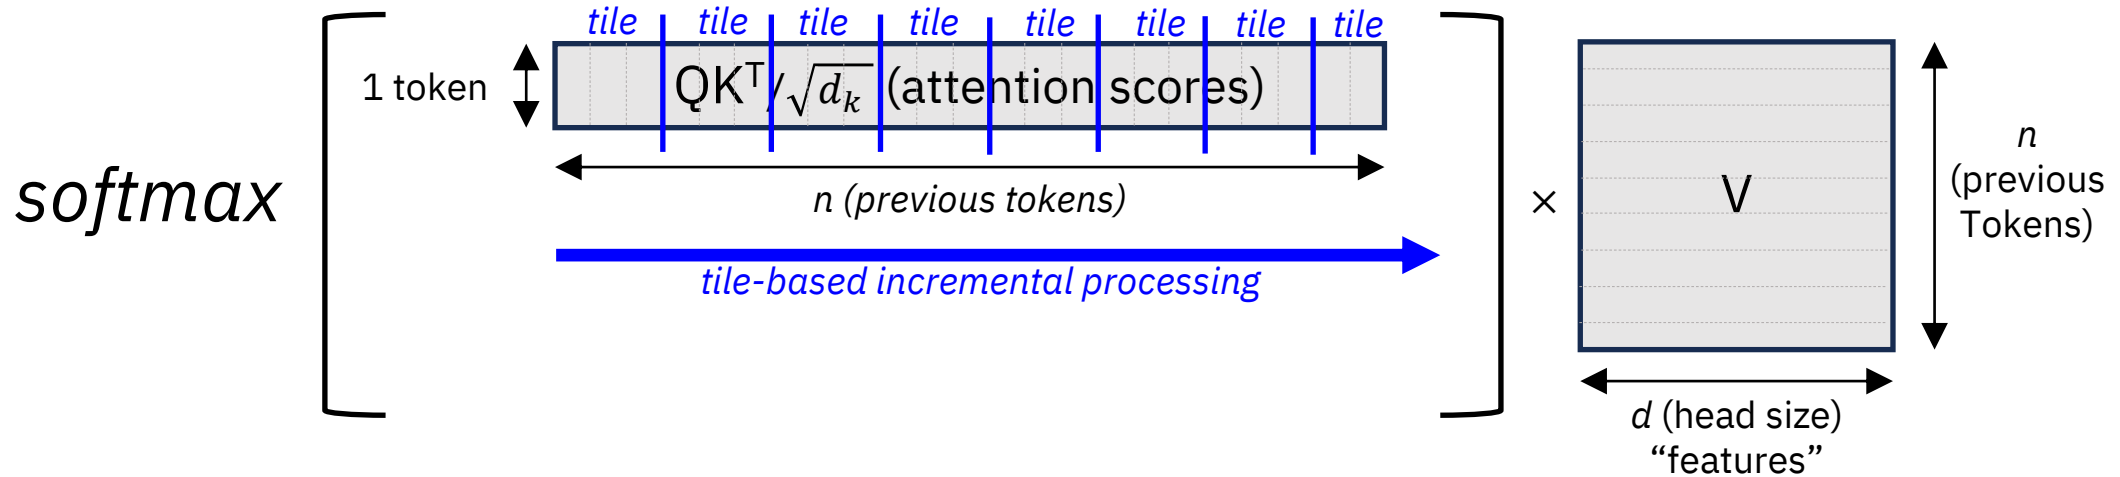 tile tile tile tile tile tile tile tile
1 token
QKᵀ/√dₖ (attention scores)
n (previous tokens)
tile-based incremental processing
softmax
×
V
n
(previous
Tokens)
d (head size)
“features”